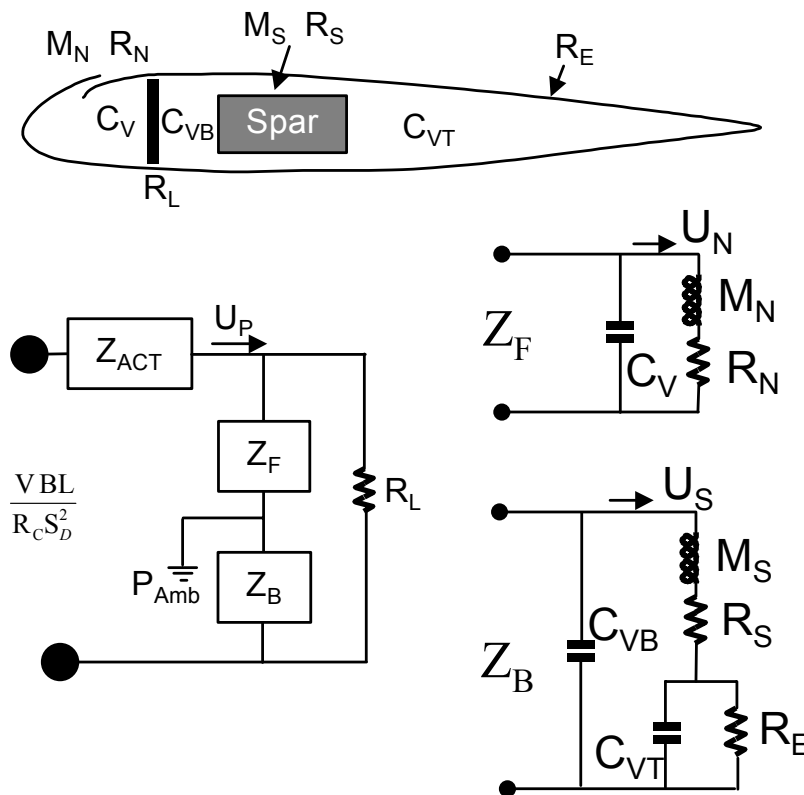 M_N R_N
M_S R_S
R_E
C_V
C_VB
Spar
C_VT
R_L
U_N
M_N
Z_F
C_V
R_N
U_P
Z_ACT
Z_F
R_L
V BL
R_C S_D^2
P_Amb
Z_B
U_S
M_S
C_VB
R_S
Z_B
C_VT
R_E